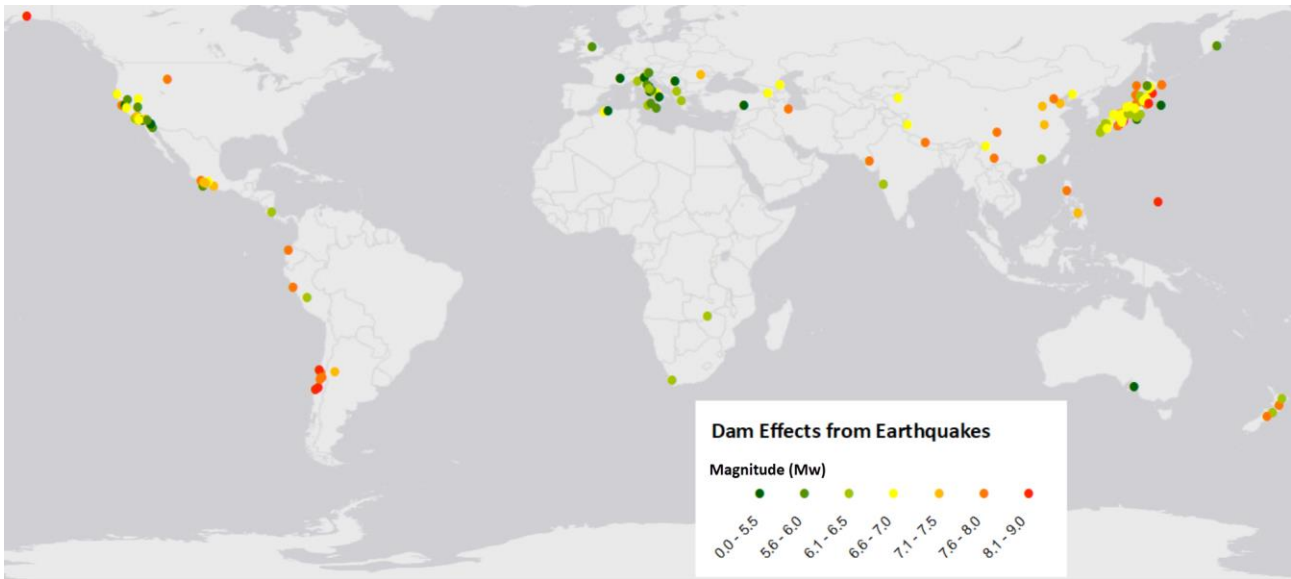 Dam Effects from Earthquakes
Magnitude (Mw)
0.0 - 5.5
5.6 - 6.0
6.1 - 6.5
6.6 - 7.0
7.1 - 7.5
7.6 - 8.0
8.1 - 9.0